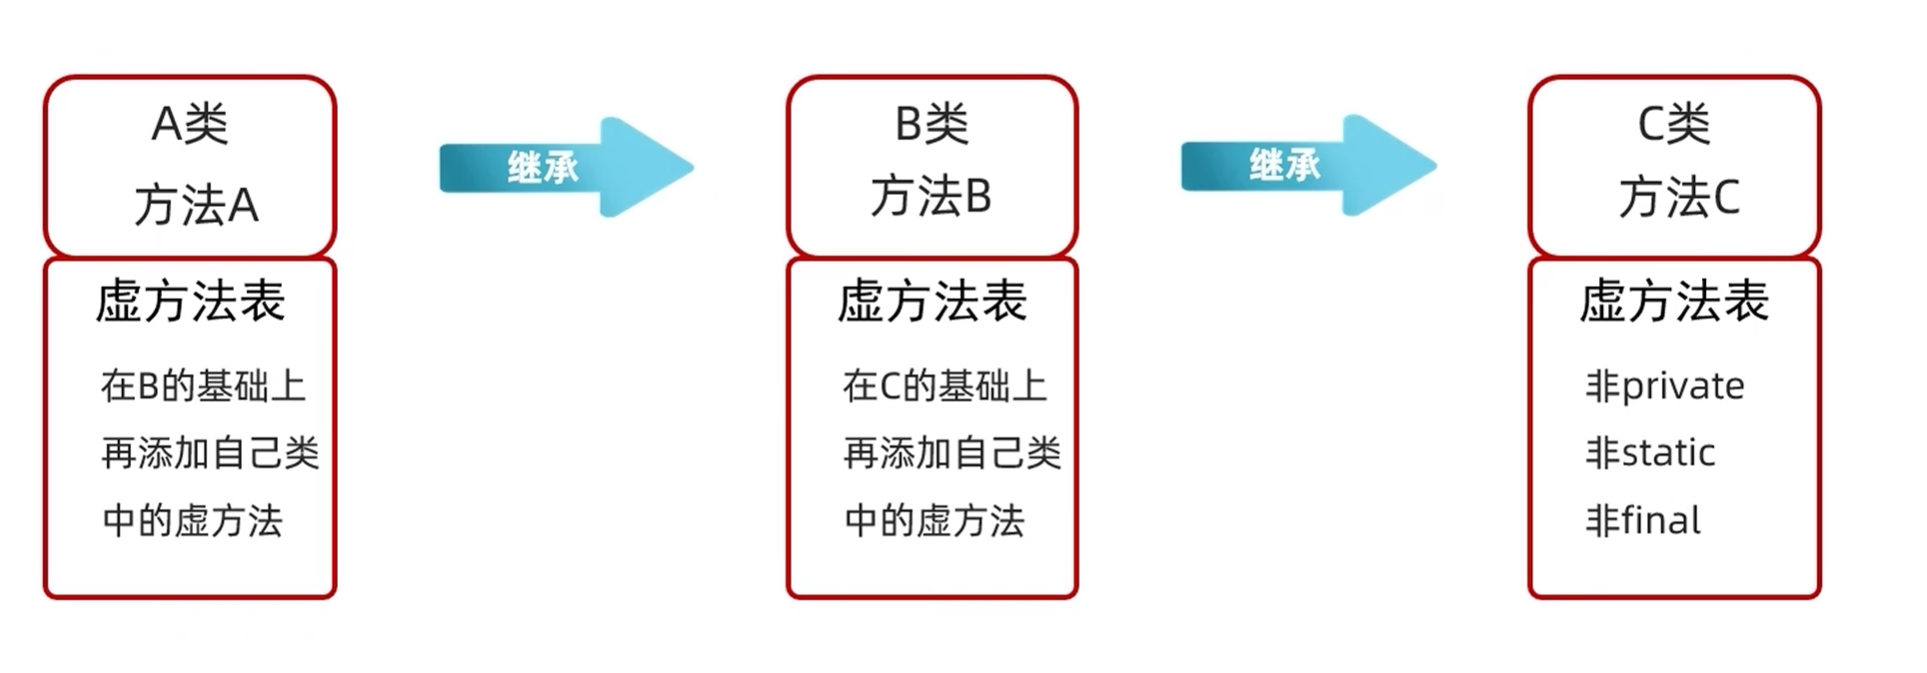 A类
方法A
虚方法表
在B的基础上
再添加自己类
中的虚方法
继承
B类
方法B
虚方法表
在C的基础上
再添加自己类
中的虚方法
继承
C类
方法C
虚方法表
非private
非static
非final